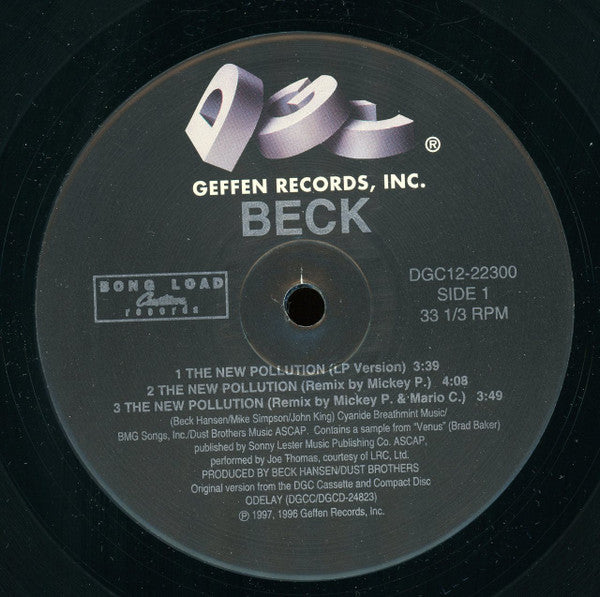 DGC ®
GEFFEN RECORDS, INC.
BECK
BONG LOAD
Custom
records
DGC12-22300
SIDE 1
33 1/3 RPM
1 THE NEW POLLUTION (LP Version) 3:39
2 THE NEW POLLUTION (Remix by Mickey P.) 4:08
3 THE NEW POLLUTION (Remix by Mickey P. & Mario C.) 3:49
(Beck Hansen/Mike Simpson/John King) Cyanide Breathmint Music/
BMG Songs, Inc./Dust Brothers Music ASCAP. Contains a sample from "Venus" (Brad Baker)
published by Sonny Lester Music Publishing Co. ASCAP,
performed by Joe Thomas, courtesy of LRC, Ltd.
PRODUCED BY BECK HANSEN/DUST BROTHERS
Original version from the DGC Cassette and Compact Disc
ODELAY (DGCC/DGCD-24823)
℗ 1997, 1996 Geffen Records, Inc.